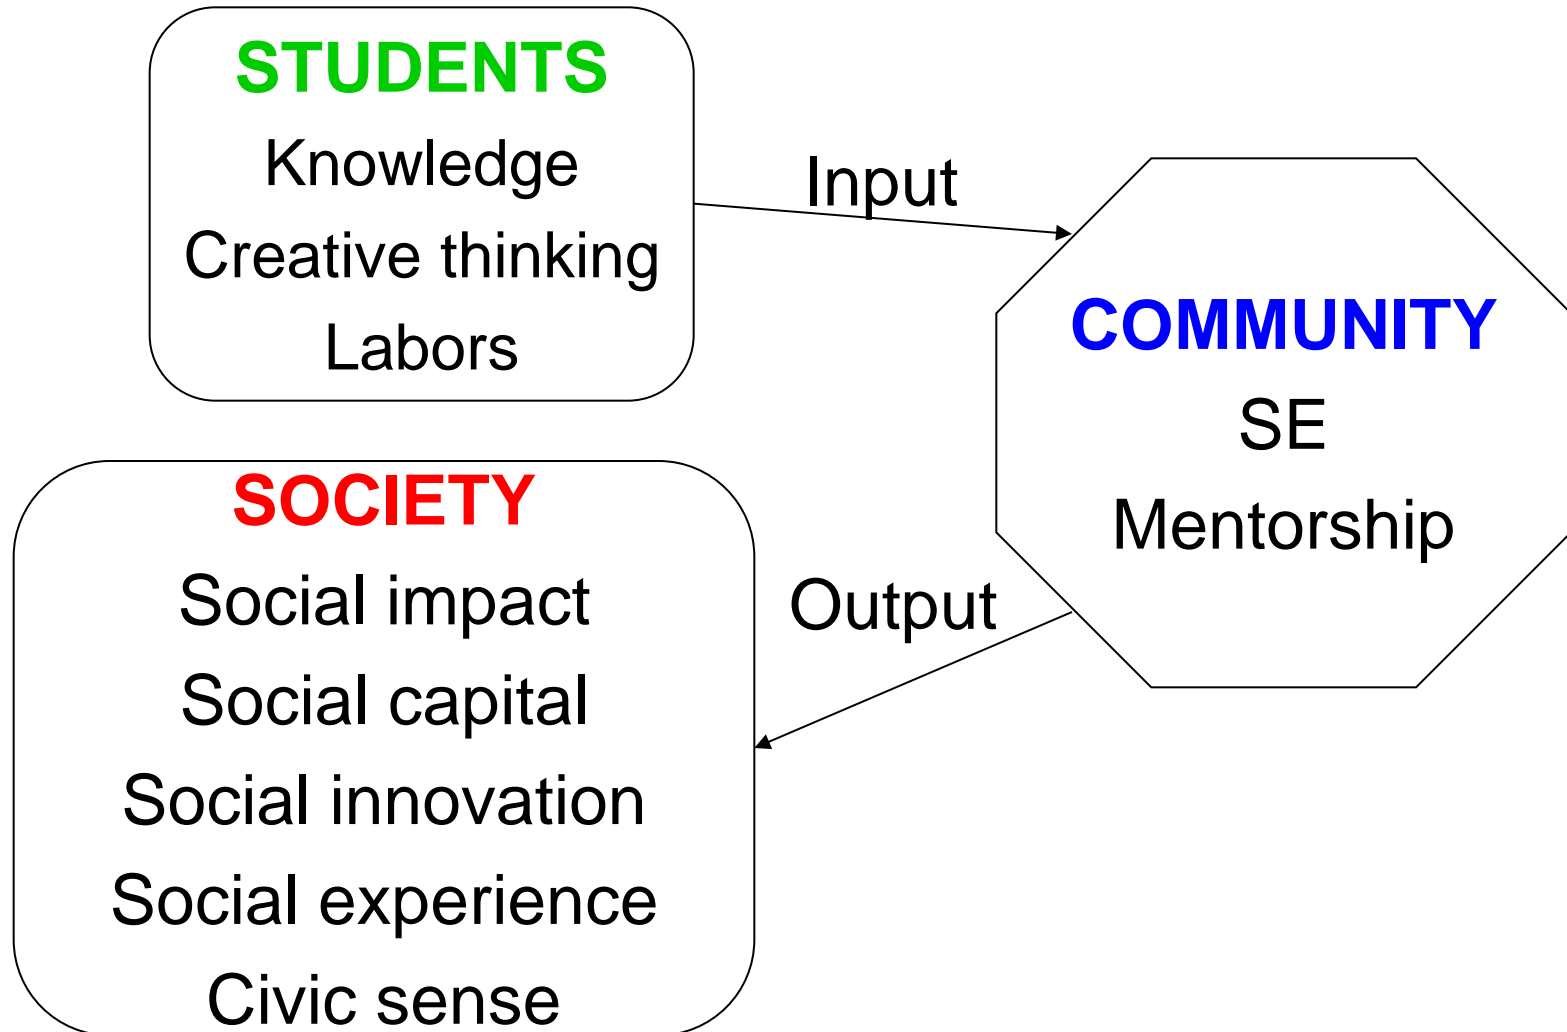 STUDENTS
Knowledge
Creative thinking
Labors
Input
COMMUNITY
SE
Mentorship
Output
SOCIETY
Social impact
Social capital
Social innovation
Social experience
Civic sense